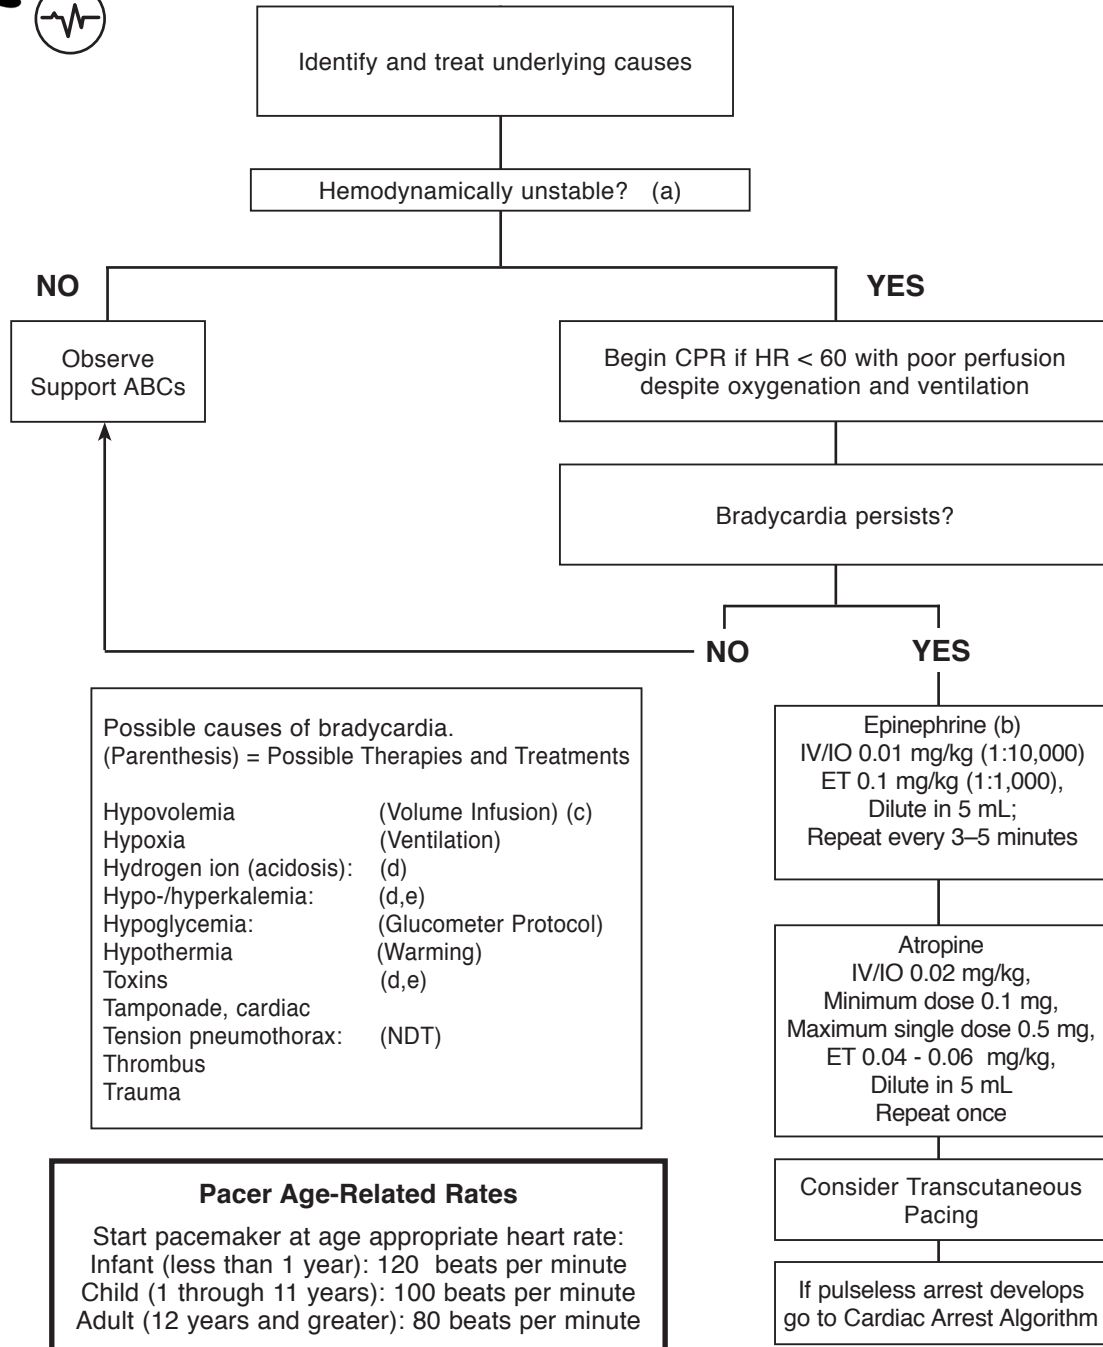 Identify and treat underlying causes
Hemodynamically unstable? (a)
NO
YES
Observe
Support ABCs
Begin CPR if HR < 60 with poor perfusion
despite oxygenation and ventilation
Bradycardia persists?
NO
YES
Possible causes of bradycardia.
(Parenthesis) = Possible Therapies and Treatments
Hypovolemia (Volume Infusion) (c)
Hypoxia (Ventilation)
Hydrogen ion (acidosis): (d)
Hypo-/hyperkalemia: (d,e)
Hypoglycemia: (Glucometer Protocol)
Hypothermia (Warming)
Toxins (d,e)
Tamponade, cardiac
Tension pneumothorax: (NDT)
Thrombus
Trauma
Epinephrine (b)
IV/IO 0.01 mg/kg (1:10,000)
ET 0.1 mg/kg (1:1,000),
Dilute in 5 mL;
Repeat every 3–5 minutes
Atropine
IV/IO 0.02 mg/kg,
Minimum dose 0.1 mg,
Maximum single dose 0.5 mg,
ET 0.04 - 0.06 mg/kg,
Dilute in 5 mL
Repeat once
Consider Transcutaneous
Pacing
If pulseless arrest develops
go to Cardiac Arrest Algorithm
Pacer Age-Related Rates
Start pacemaker at age appropriate heart rate:
Infant (less than 1 year): 120 beats per minute
Child (1 through 11 years): 100 beats per minute
Adult (12 years and greater): 80 beats per minute